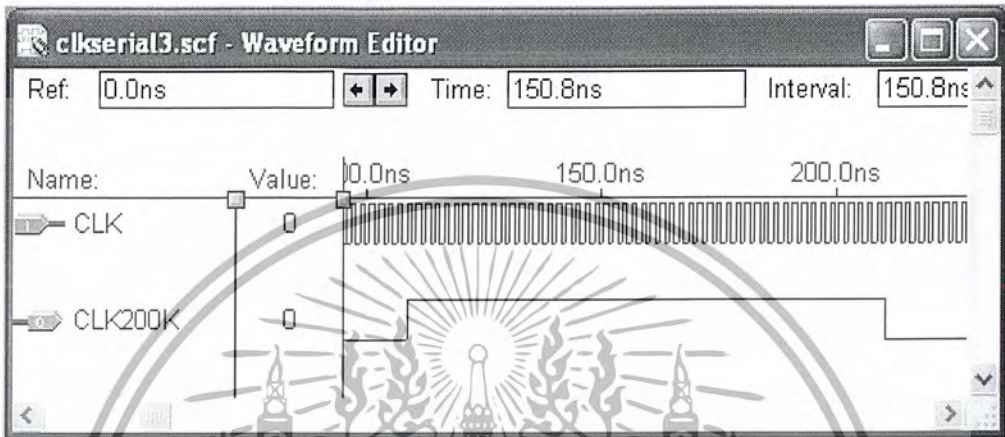 clkserial3.scf - Waveform Editor
Ref: 0.0ns Time: 150.8ns Interval: 150.8ns
Name: Value: 0.0ns 150.0ns 200.0ns
CLK 0
CLK200K 0